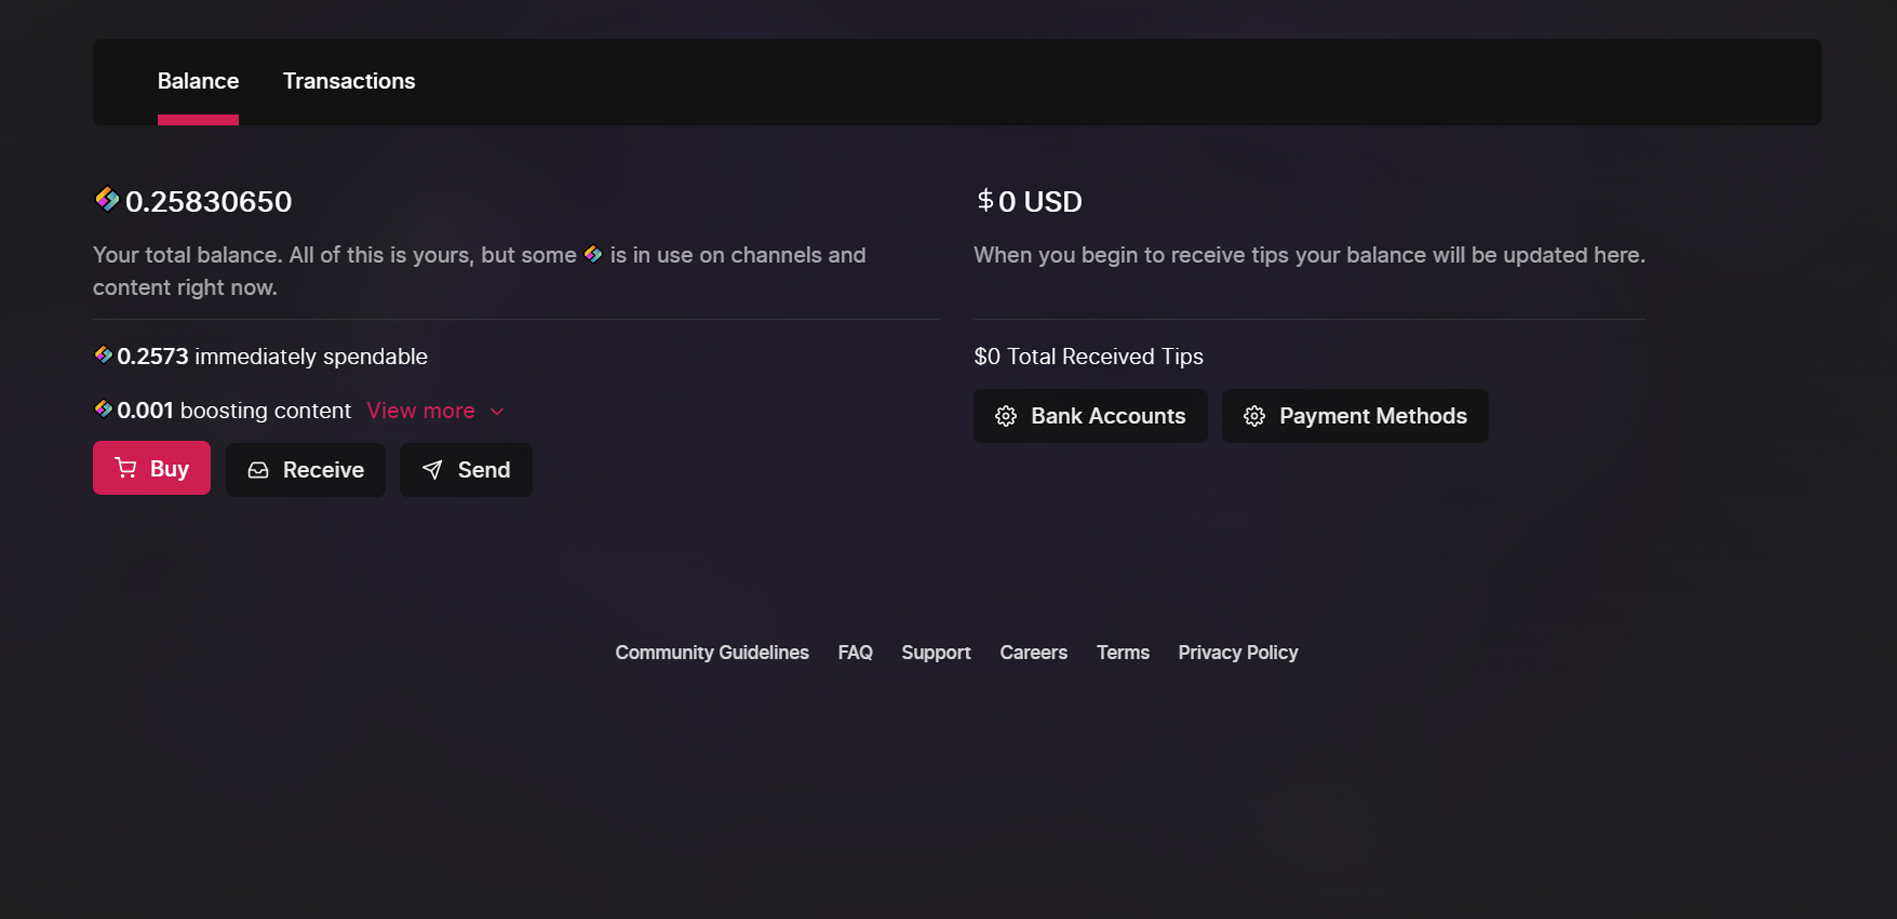 Balance Transactions
0.25830650
Your total balance. All of this is yours, but some is in use on channels and
content right now.
0.2573 immediately spendable
0.001 boosting content View more
Buy Receive Send
$0 USD
When you begin to receive tips your balance will be updated here.
$0 Total Received Tips
Bank Accounts Payment Methods
Community Guidelines FAQ Support Careers Terms Privacy Policy